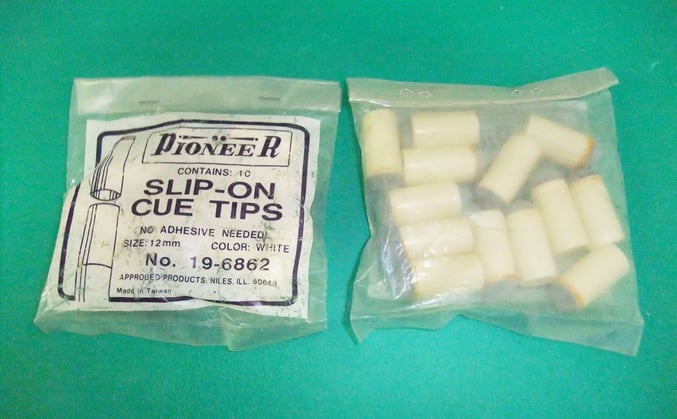 PIONEER
CONTAINS: 10
SLIP-ON
CUE TIPS
NO ADHESIVE NEEDED!
SIZE: 12mm COLOR: WHITE
No. 19-6862
APPROVED PRODUCTS, NILES, ILL. 60648
Made in Taiwan